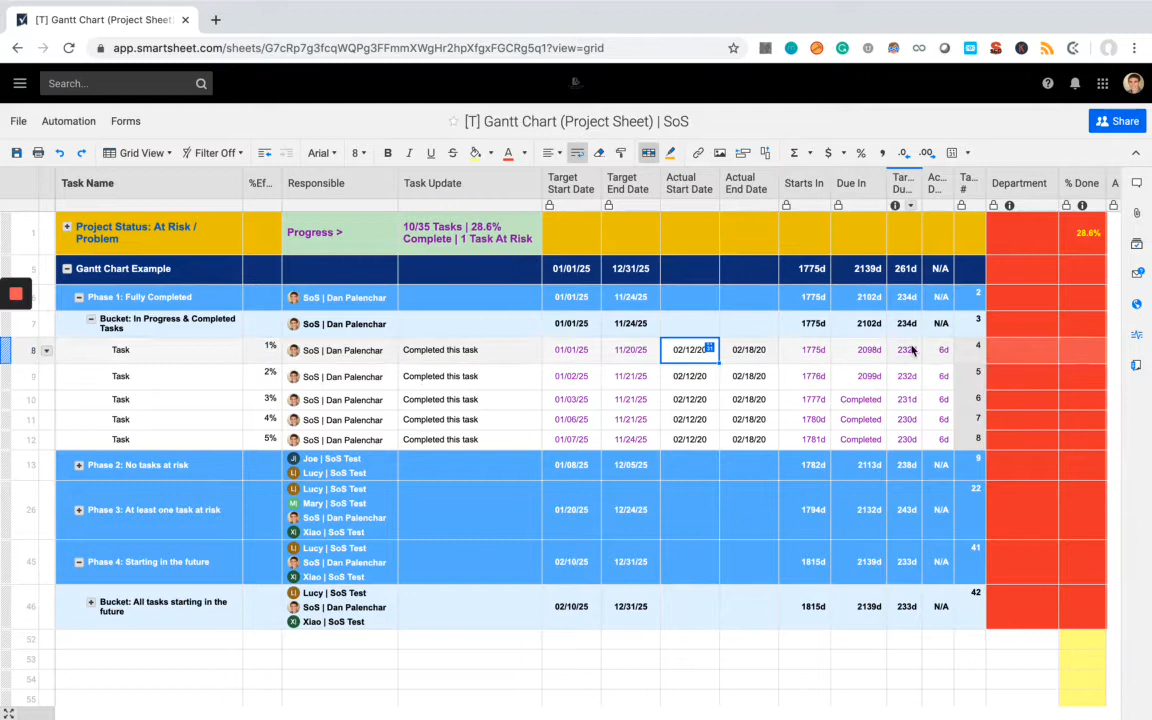 [T] Gantt Chart (Project Sheet)
app.smartsheet.com/sheets/G7cRp7g3fcqWQPg3FFmmXWgHr2hpXfgxFGCRg5q1?view=grid
Search...
File Automation Forms
[T] Gantt Chart (Project Sheet) | SoS
Share
Grid View Filter Off Arial 8 B I U S A Σ $ % , .0 .00
Task Name %Ef... Responsible Task Update Target Start Date Target End Date Actual Start Date Actual End Date Starts In Due In Tar... Du... Ac... D... Ta... # Department % Done A
1 Project Status: At Risk / Problem Progress > 10/35 Tasks | 28.6% Complete | 1 Task At Risk 28.6%
5 Gantt Chart Example 01/01/25 12/31/25 1775d 2139d 261d N/A
Phase 1: Fully Completed SoS | Dan Palenchar 01/01/25 11/24/25 1775d 2102d 234d N/A 2
7 Bucket: In Progress & Completed Tasks SoS | Dan Palenchar 01/01/25 11/24/25 1775d 2102d 234d N/A 3
8 Task 1% SoS | Dan Palenchar Completed this task 01/01/25 11/20/25 02/12/20 02/18/20 1775d 2098d 232d 6d 4
9 Task 2% SoS | Dan Palenchar Completed this task 01/02/25 11/21/25 02/12/20 02/18/20 1776d 2099d 232d 6d 5
10 Task 3% SoS | Dan Palenchar Completed this task 01/03/25 11/21/25 02/12/20 02/18/20 1777d Completed 231d 6d 6
11 Task 4% SoS | Dan Palenchar Completed this task 01/06/25 11/21/25 02/12/20 02/18/20 1780d Completed 230d 6d 7
12 Task 5% SoS | Dan Palenchar Completed this task 01/07/25 11/24/25 02/12/20 02/18/20 1781d Completed 230d 6d 8
13 Phase 2: No tasks at risk J| Joe | SoS Test LI Lucy | SoS Test 01/08/25 12/05/25 1782d 2113d 238d N/A 9
26 Phase 3: At least one task at risk LI Lucy | SoS Test M| Mary | SoS Test SoS | Dan Palenchar X| Xiao | SoS Test 01/20/25 12/24/25 1794d 2132d 243d N/A 22
45 Phase 4: Starting in the future LI Lucy | SoS Test SoS | Dan Palenchar X| Xiao | SoS Test 02/10/25 12/31/25 1815d 2139d 233d N/A 41
46 Bucket: All tasks starting in the future LI Lucy | SoS Test SoS | Dan Palenchar X| Xiao | SoS Test 02/10/25 12/31/25 1815d 2139d 233d N/A 42
52
53
54
55